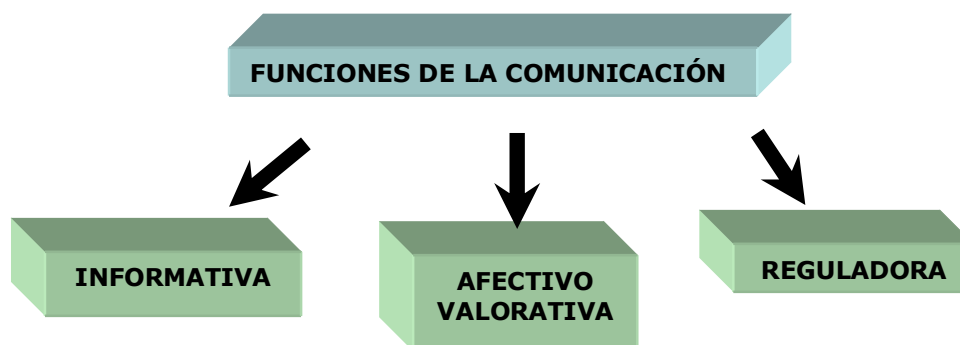 FUNCIONES DE LA COMUNICACIÓN
INFORMATIVA
AFECTIVO
VALORATIVA
REGULADORA